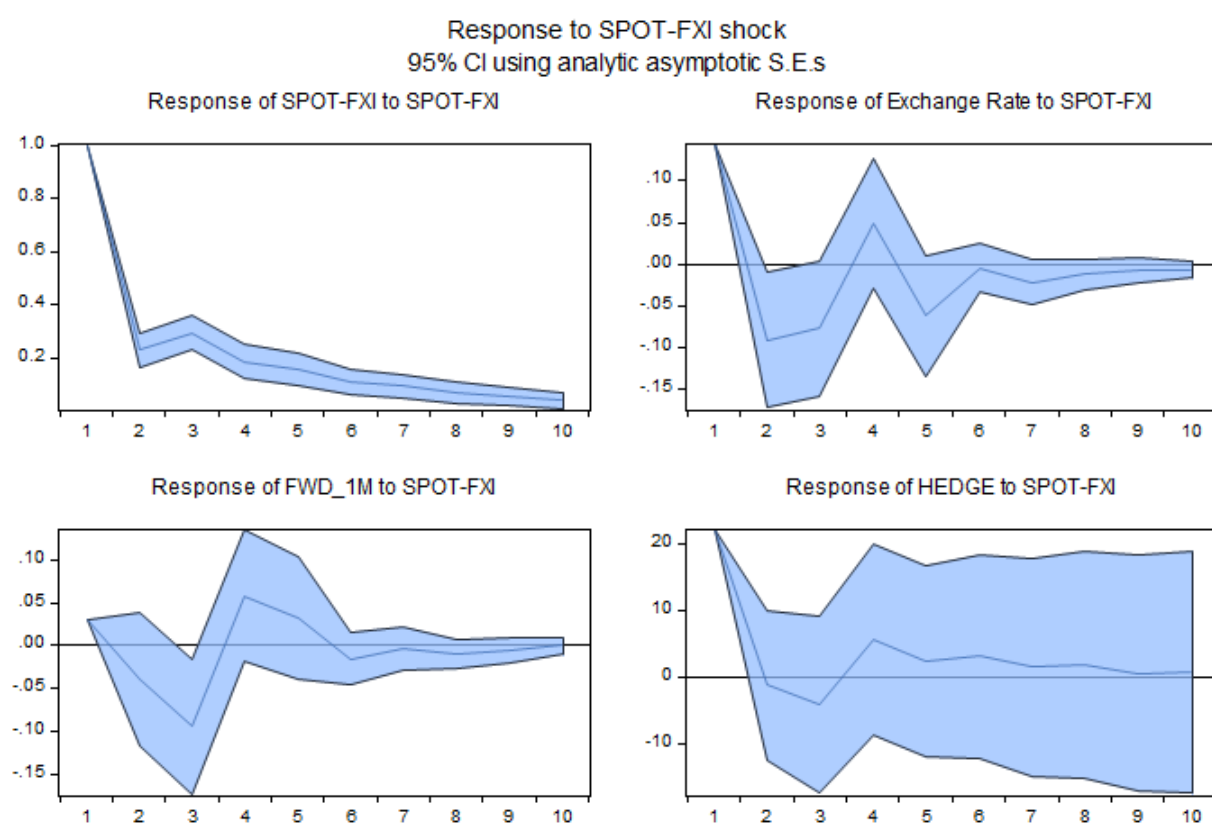 Response to SPOT-FXI shock
95% CI using analytic asymptotic S.E.s
Response of SPOT-FXI to SPOT-FXI
1.0
0.8
0.6
0.4
0.2
1 2 3 4 5 6 7 8 9 10
Response of Exchange Rate to SPOT-FXI
.10
.05
.00
-.05
-.10
-.15
1 2 3 4 5 6 7 8 9 10
Response of FWD_1M to SPOT-FXI
.10
.05
.00
-.05
-.10
-.15
1 2 3 4 5 6 7 8 9 10
Response of HEDGE to SPOT-FXI
20
10
0
-10
1 2 3 4 5 6 7 8 9 10